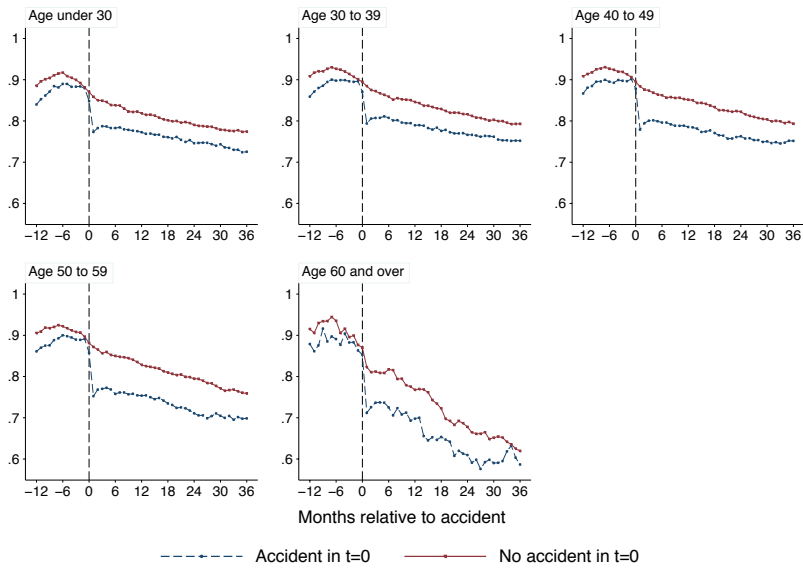 Age under 30
Age 30 to 39
Age 40 to 49
1
.9
.8
.7
.6
−12 −6 0 6 12 18 24 30 36
1
.9
.8
.7
.6
−12 −6 0 6 12 18 24 30 36
1
.9
.8
.7
.6
−12 −6 0 6 12 18 24 30 36
Age 50 to 59
Age 60 and over
1
.9
.8
.7
.6
−12 −6 0 6 12 18 24 30 36
1
.9
.8
.7
.6
−12 −6 0 6 12 18 24 30 36
Months relative to accident
Accident in t=0
No accident in t=0